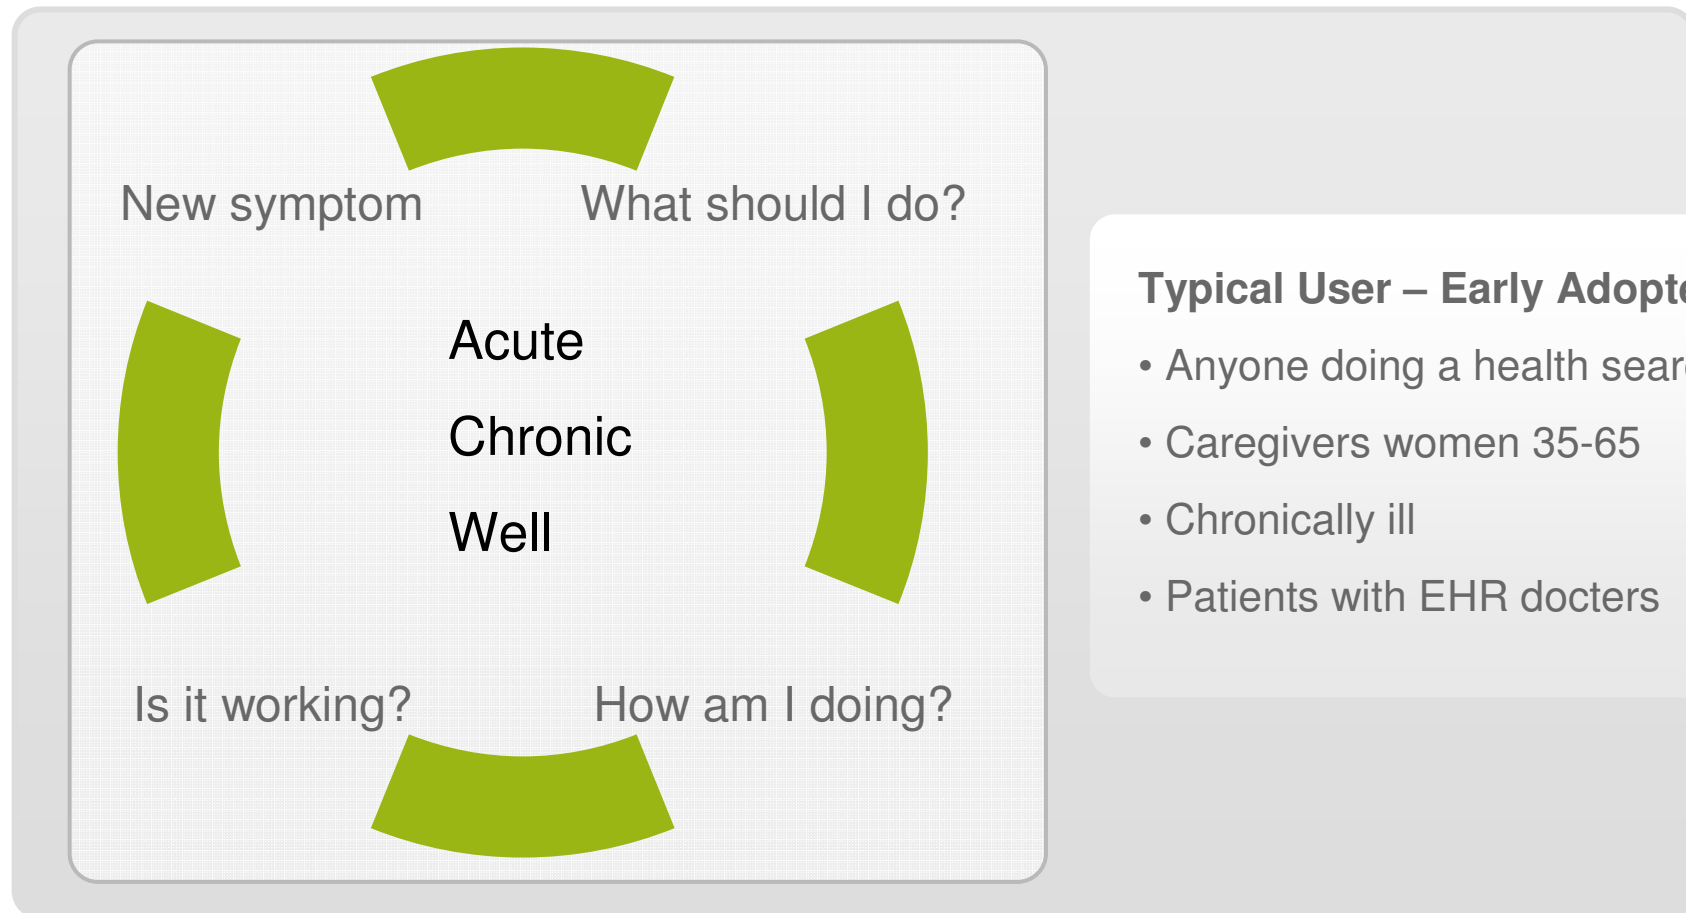 New symptom
What should I do?
Acute
Chronic
Well
Is it working?
How am I doing?
Typical User – Early
• Anyone doing a health
• Caregivers women 35-65
• Chronically ill
• Patients with EHR docters